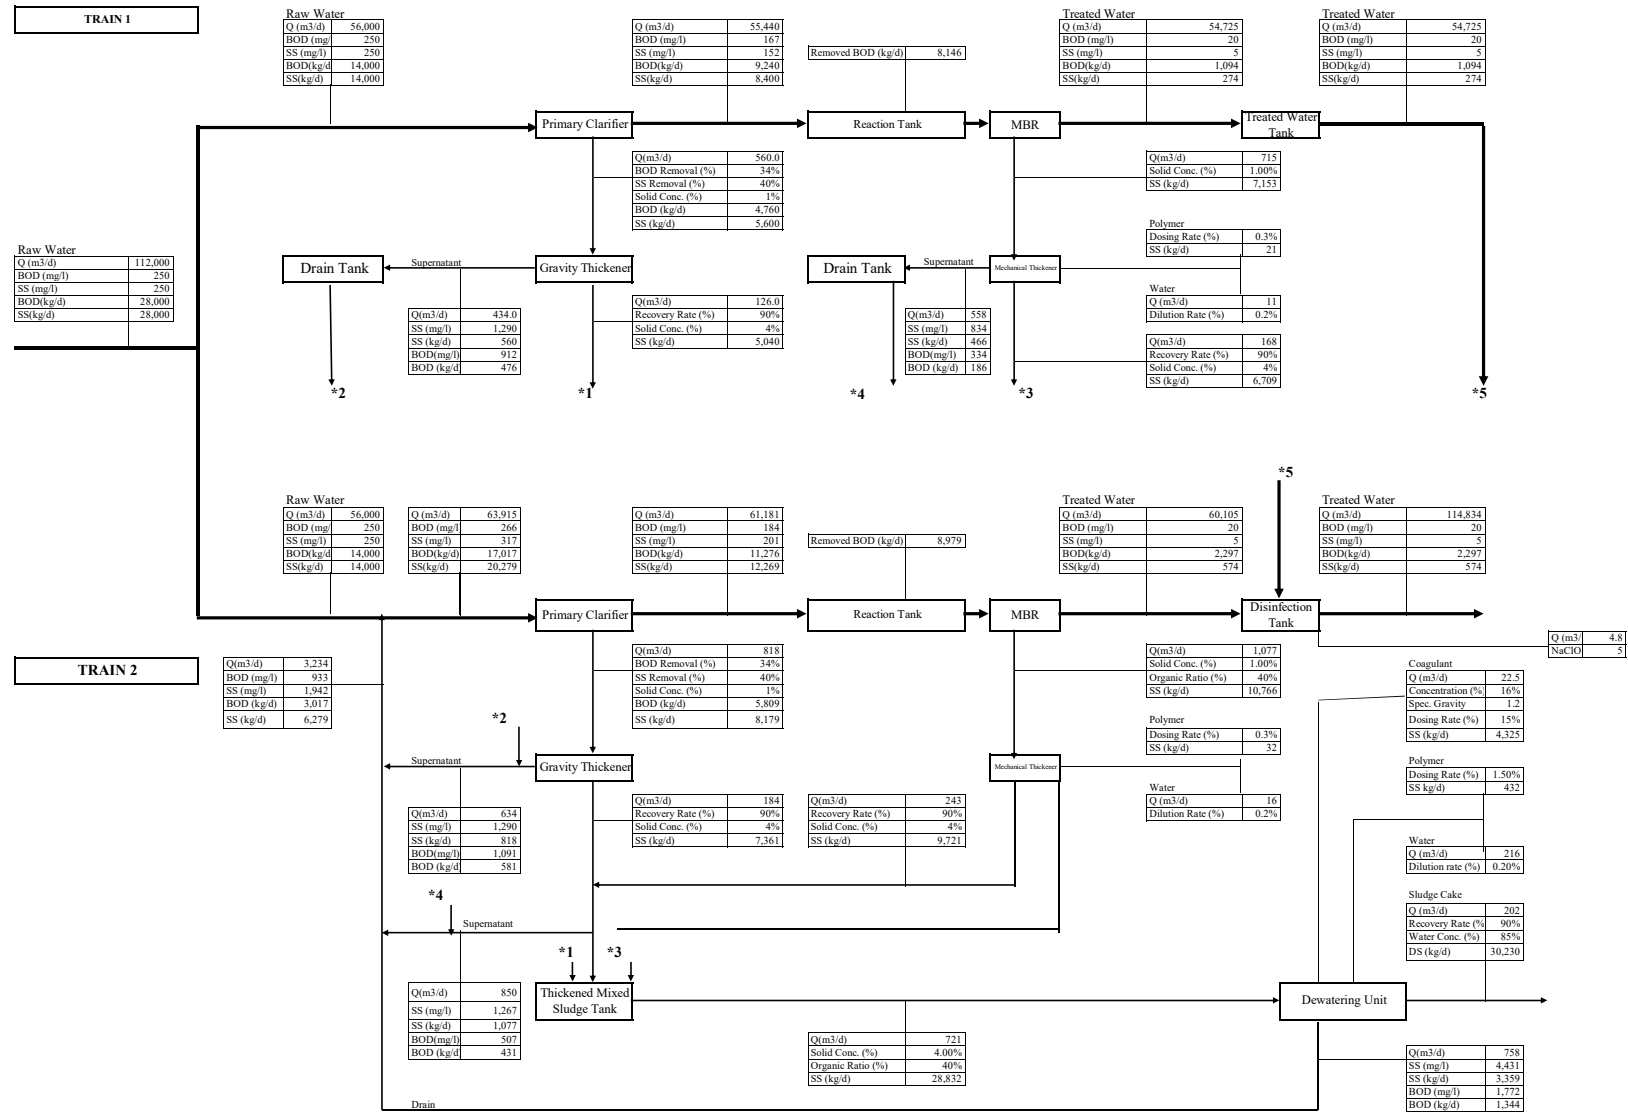 TRAIN 1
Raw Water
Q (m3/d) 56,000
BOD (mg/ 250
SS (mg/l) 250
BOD(kg/d 14,000
SS(kg/d) 14,000
Q (m3/d) 55,440
BOD (mg/l) 167
SS (mg/l) 152
BOD(kg/d) 9,240
SS(kg/d) 8,400
Removed BOD (kg/d) 8,146
Treated Water
Q (m3/d) 54,725
BOD (mg/l) 20
SS (mg/l) 5
BOD(kg/d) 1,094
SS(kg/d) 274
Treated Water
Q (m3/d) 54,725
BOD (mg/l) 20
SS (mg/l) 5
BOD(kg/d) 1,094
SS(kg/d) 274
Primary Clarifier
Reaction Tank
MBR
Treated Water
Tank
Q(m3/d) 560.0
BOD Removal (%) 34%
SS Removal (%) 40%
Solid Conc. (%) 1%
BOD (kg/d) 4,760
SS (kg/d) 5,600
Q(m3/d) 715
Solid Conc. (%) 1.00%
SS (kg/d) 7,153
Polymer
Dosing Rate (%) 0.3%
SS (kg/d) 21
Raw Water
Q (m3/d) 112,000
BOD (mg/l) 250
SS (mg/l) 250
BOD(kg/d) 28,000
SS(kg/d) 28,000
Drain Tank
Supernatant
Gravity Thickener
Drain Tank
Supernatant
Mechanical Thickener
Water
Q (m3/d) 11
Dilution Rate (%) 0.2%
Q(m3/d) 434.0
SS (mg/l) 1,290
SS (kg/d) 560
BOD(mg/l) 912
BOD (kg/d 476
Q(m3/d) 126.0
Recovery Rate (%) 90%
Solid Conc. (%) 4%
SS (kg/d) 5,040
Q(m3/d) 558
SS (mg/l) 834
SS (kg/d) 466
BOD(mg/l) 334
BOD (kg/d) 186
Q(m3/d) 168
Recovery Rate (%) 90%
Solid Conc. (%) 4%
SS (kg/d) 6,709
*2
*1
*4
*3
*5
*5
Raw Water
Q (m3/d) 56,000
BOD (mg/ 250
SS (mg/l) 250
BOD(kg/d 14,000
SS(kg/d) 14,000
Q (m3/d) 63,915
BOD (mg/l 266
SS (mg/l) 317
BOD(kg/d) 17,017
SS(kg/d) 20,279
Q (m3/d) 61,181
BOD (mg/l) 184
SS (mg/l) 201
BOD(kg/d) 11,276
SS(kg/d) 12,269
Removed BOD (kg/d) 8,979
Treated Water
Q (m3/d) 60,105
BOD (mg/l) 20
SS (mg/l) 5
BOD(kg/d) 2,297
SS(kg/d) 574
Treated Water
Q (m3/d) 114,834
BOD (mg/l) 20
SS (mg/l) 5
BOD(kg/d) 2,297
SS(kg/d) 574
Primary Clarifier
Reaction Tank
MBR
Disinfection
Tank
Q (m3/ 4.8
NaClO 5
TRAIN 2
Q(m3/d) 3,234
BOD (mg/l) 933
SS (mg/l) 1,942
BOD (kg/d) 3,017
SS (kg/d) 6,279
Q(m3/d) 818
BOD Removal (%) 34%
SS Removal (%) 40%
Solid Conc. (%) 1%
BOD (kg/d) 5,809
SS (kg/d) 8,179
Q(m3/d) 1,077
Solid Conc. (%) 1.00%
Organic Ratio (%) 40%
SS (kg/d) 10,766
Coagulant
Q (m3/d) 22.5
Concentration (% 16%
Spec. Gravity 1.2
Dosing Rate (%) 15%
SS (kg/d) 4,325
*2
Polymer
Dosing Rate (%) 0.3%
SS (kg/d) 32
Supernatant
Gravity Thickener
Mechanical Thickener
Polymer
Dosing Rate (%) 1.50%
SS kg/d) 432
Water
Q (m3/d) 16
Dilution Rate (%) 0.2%
Q(m3/d) 634
SS (mg/l) 1,290
SS (kg/d) 818
BOD(mg/l) 1,091
BOD (kg/d 581
Q(m3/d) 184
Recovery Rate (%) 90%
Solid Conc. (%) 4%
SS (kg/d) 7,361
Q(m3/d) 243
Recovery Rate (%) 90%
Solid Conc. (%) 4%
SS (kg/d) 9,721
Water
Q (m3/d) 216
Dilution rate (%) 0.20%
*4
Supernatant
Sludge Cake
Q (m3/d) 202
Recovery Rate (% 90%
Water Conc. (%) 85%
DS (kg/d) 30,230
*1
*3
Q(m3/d) 850
SS (mg/l) 1,267
SS (kg/d) 1,077
BOD(mg/l) 507
BOD (kg/d 431
Thickened Mixed
Sludge Tank
Dewatering Unit
Q(m3/d) 721
Solid Conc. (%) 4.00%
Organic Ratio (%) 40%
SS (kg/d) 28,832
Q(m3/d) 758
SS (mg/l) 4,431
SS (kg/d) 3,359
BOD (mg/l) 1,772
BOD (kg/d) 1,344
Drain